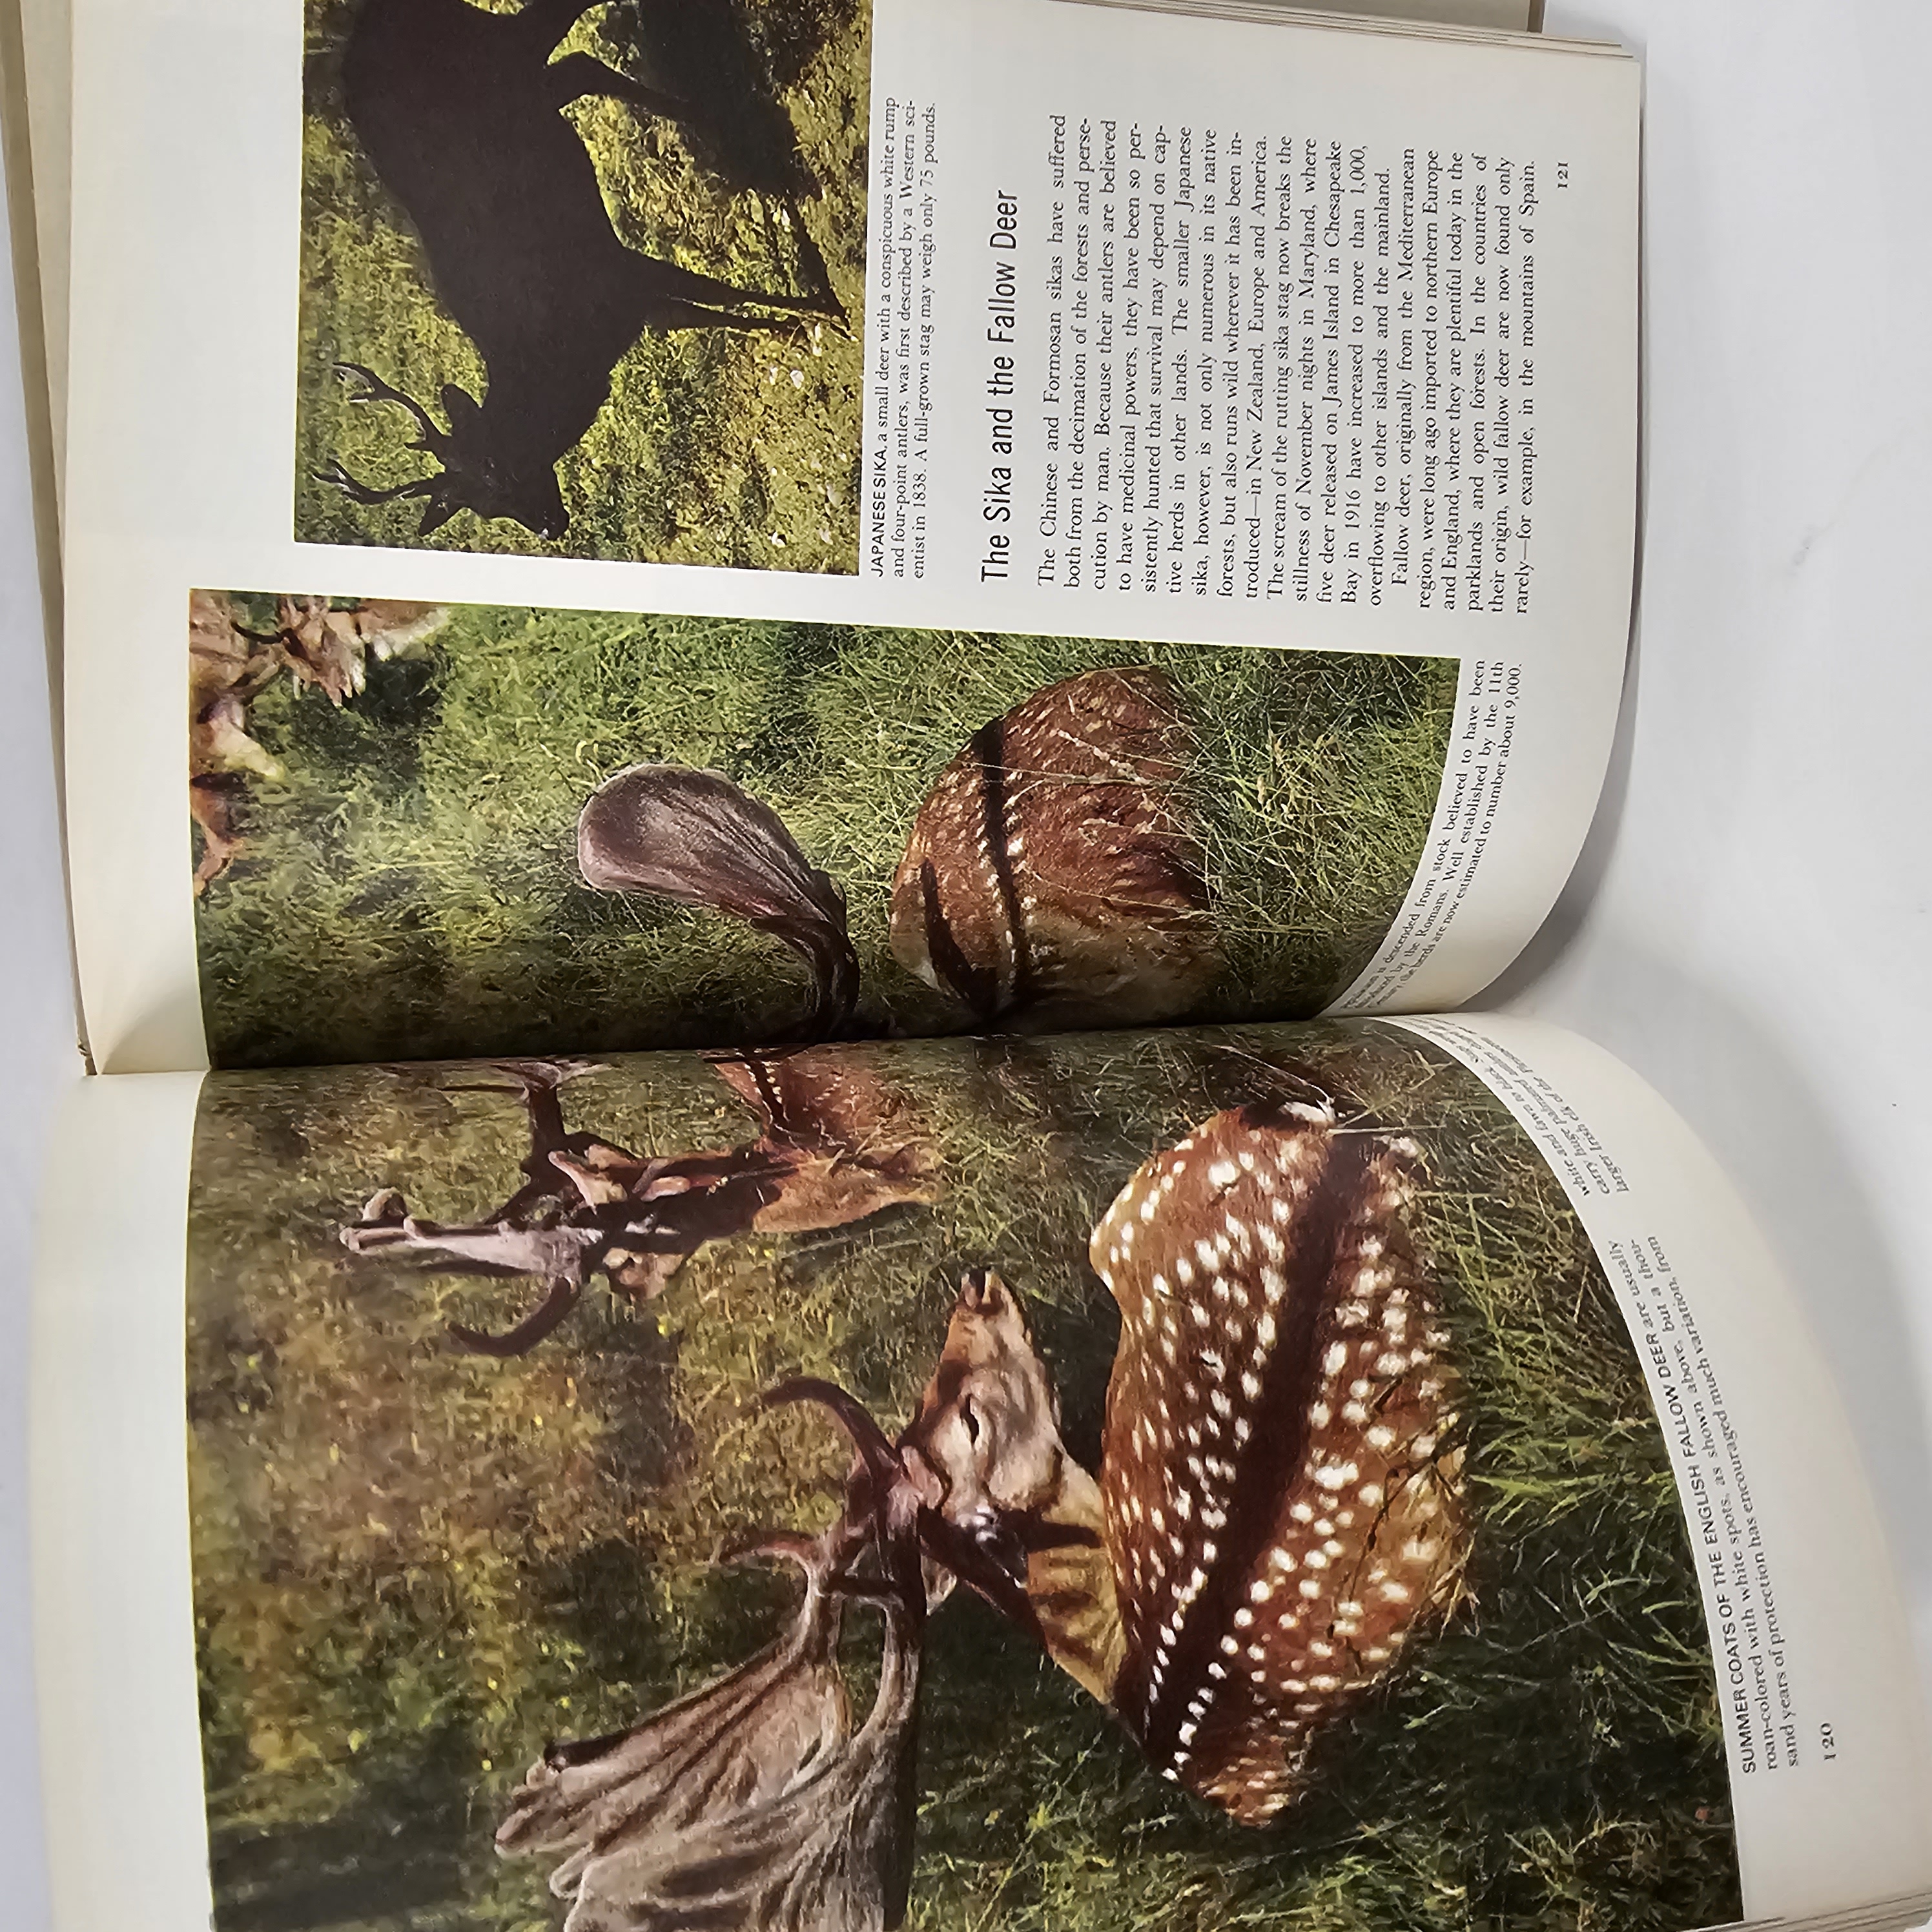 SUMMER COATS OF THE ENGLISH FALLOW DEER are usually
roan-colored with white spots, as shown above, but a thou-
sand years of protection has encouraged much variation, from
white and fawn to black. Stags
carry huge palmated antlers
larger Irish elk of the Pleistocene
120
is descended from stock believed to have been
by the Romans. Well established by the 11th
century, the herds are now estimated to number about 9,000.
JAPANESE SIKA, a small deer with a conspicuous white rump
and four-point antlers, was first described by a Western sci-
entist in 1838. A full-grown stag may weigh only 75 pounds.
The Sika and the Fallow Deer
The Chinese and Formosan sikas have suffered
both from the decimation of the forests and perse-
cution by man. Because their antlers are believed
to have medicinal powers, they have been so per-
sistently hunted that survival may depend on cap-
tive herds in other lands. The smaller Japanese
sika, however, is not only numerous in its native
forests, but also runs wild wherever it has been in-
troduced—in New Zealand, Europe and America.
The scream of the rutting sika stag now breaks the
stillness of November nights in Maryland, where
five deer released on James Island in Chesapeake
Bay in 1916 have increased to more than 1,000,
overflowing to other islands and the mainland.
Fallow deer, originally from the Mediterranean
region, were long ago imported to northern Europe
and England, where they are plentiful today in the
parklands and open forests. In the countries of
their origin, wild fallow deer are now found only
rarely—for example, in the mountains of Spain.
121